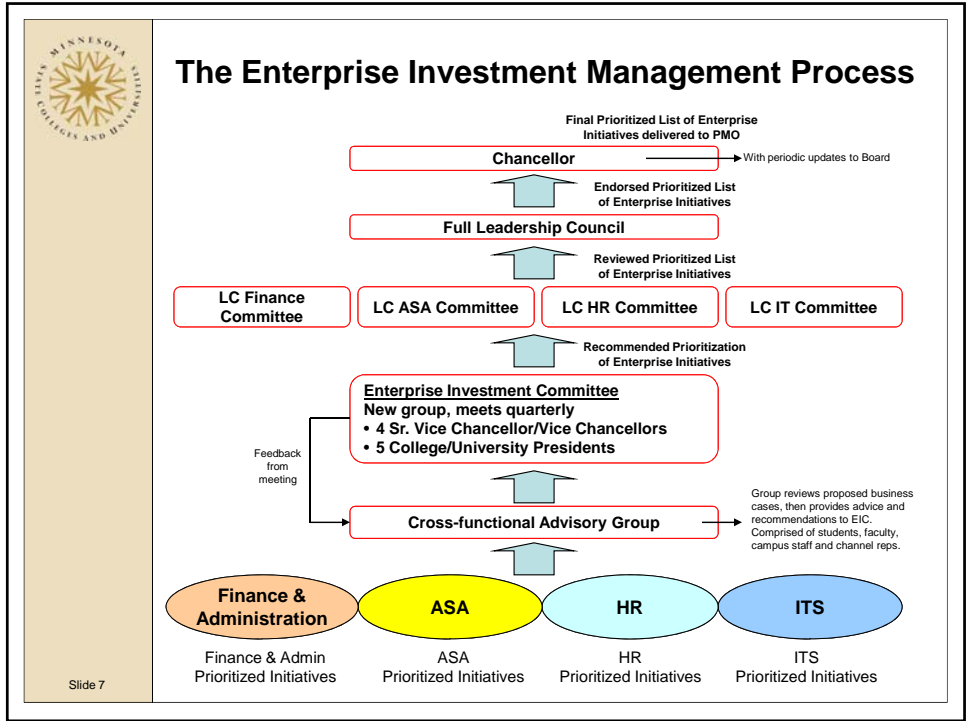 MINNESOTA
STATE COLLEGES AND UNIVERSITIES
The Enterprise Investment Management Process
Final Prioritized List of Enterprise
Initiatives delivered to PMO
Chancellor
With periodic updates to Board
Endorsed Prioritized List
of Enterprise Initiatives
Full Leadership Council
Reviewed Prioritized List
of Enterprise Initiatives
LC Finance
Committee
LC ASA Committee
LC HR Committee
LC IT Committee
Recommended Prioritization
of Enterprise Initiatives
Enterprise Investment Committee
New group, meets quarterly
• 4 Sr. Vice Chancellor/Vice Chancellors
• 5 College/University Presidents
Feedback
from
meeting
Cross-functional Advisory Group
Group reviews proposed business
cases, then provides advice and
recommendations to EIC.
Comprised of students, faculty,
campus staff and channel reps.
Finance &
Administration
ASA
HR
ITS
Finance & Admin
Prioritized Initiatives
ASA
Prioritized Initiatives
HR
Prioritized Initiatives
ITS
Prioritized Initiatives
Slide 7